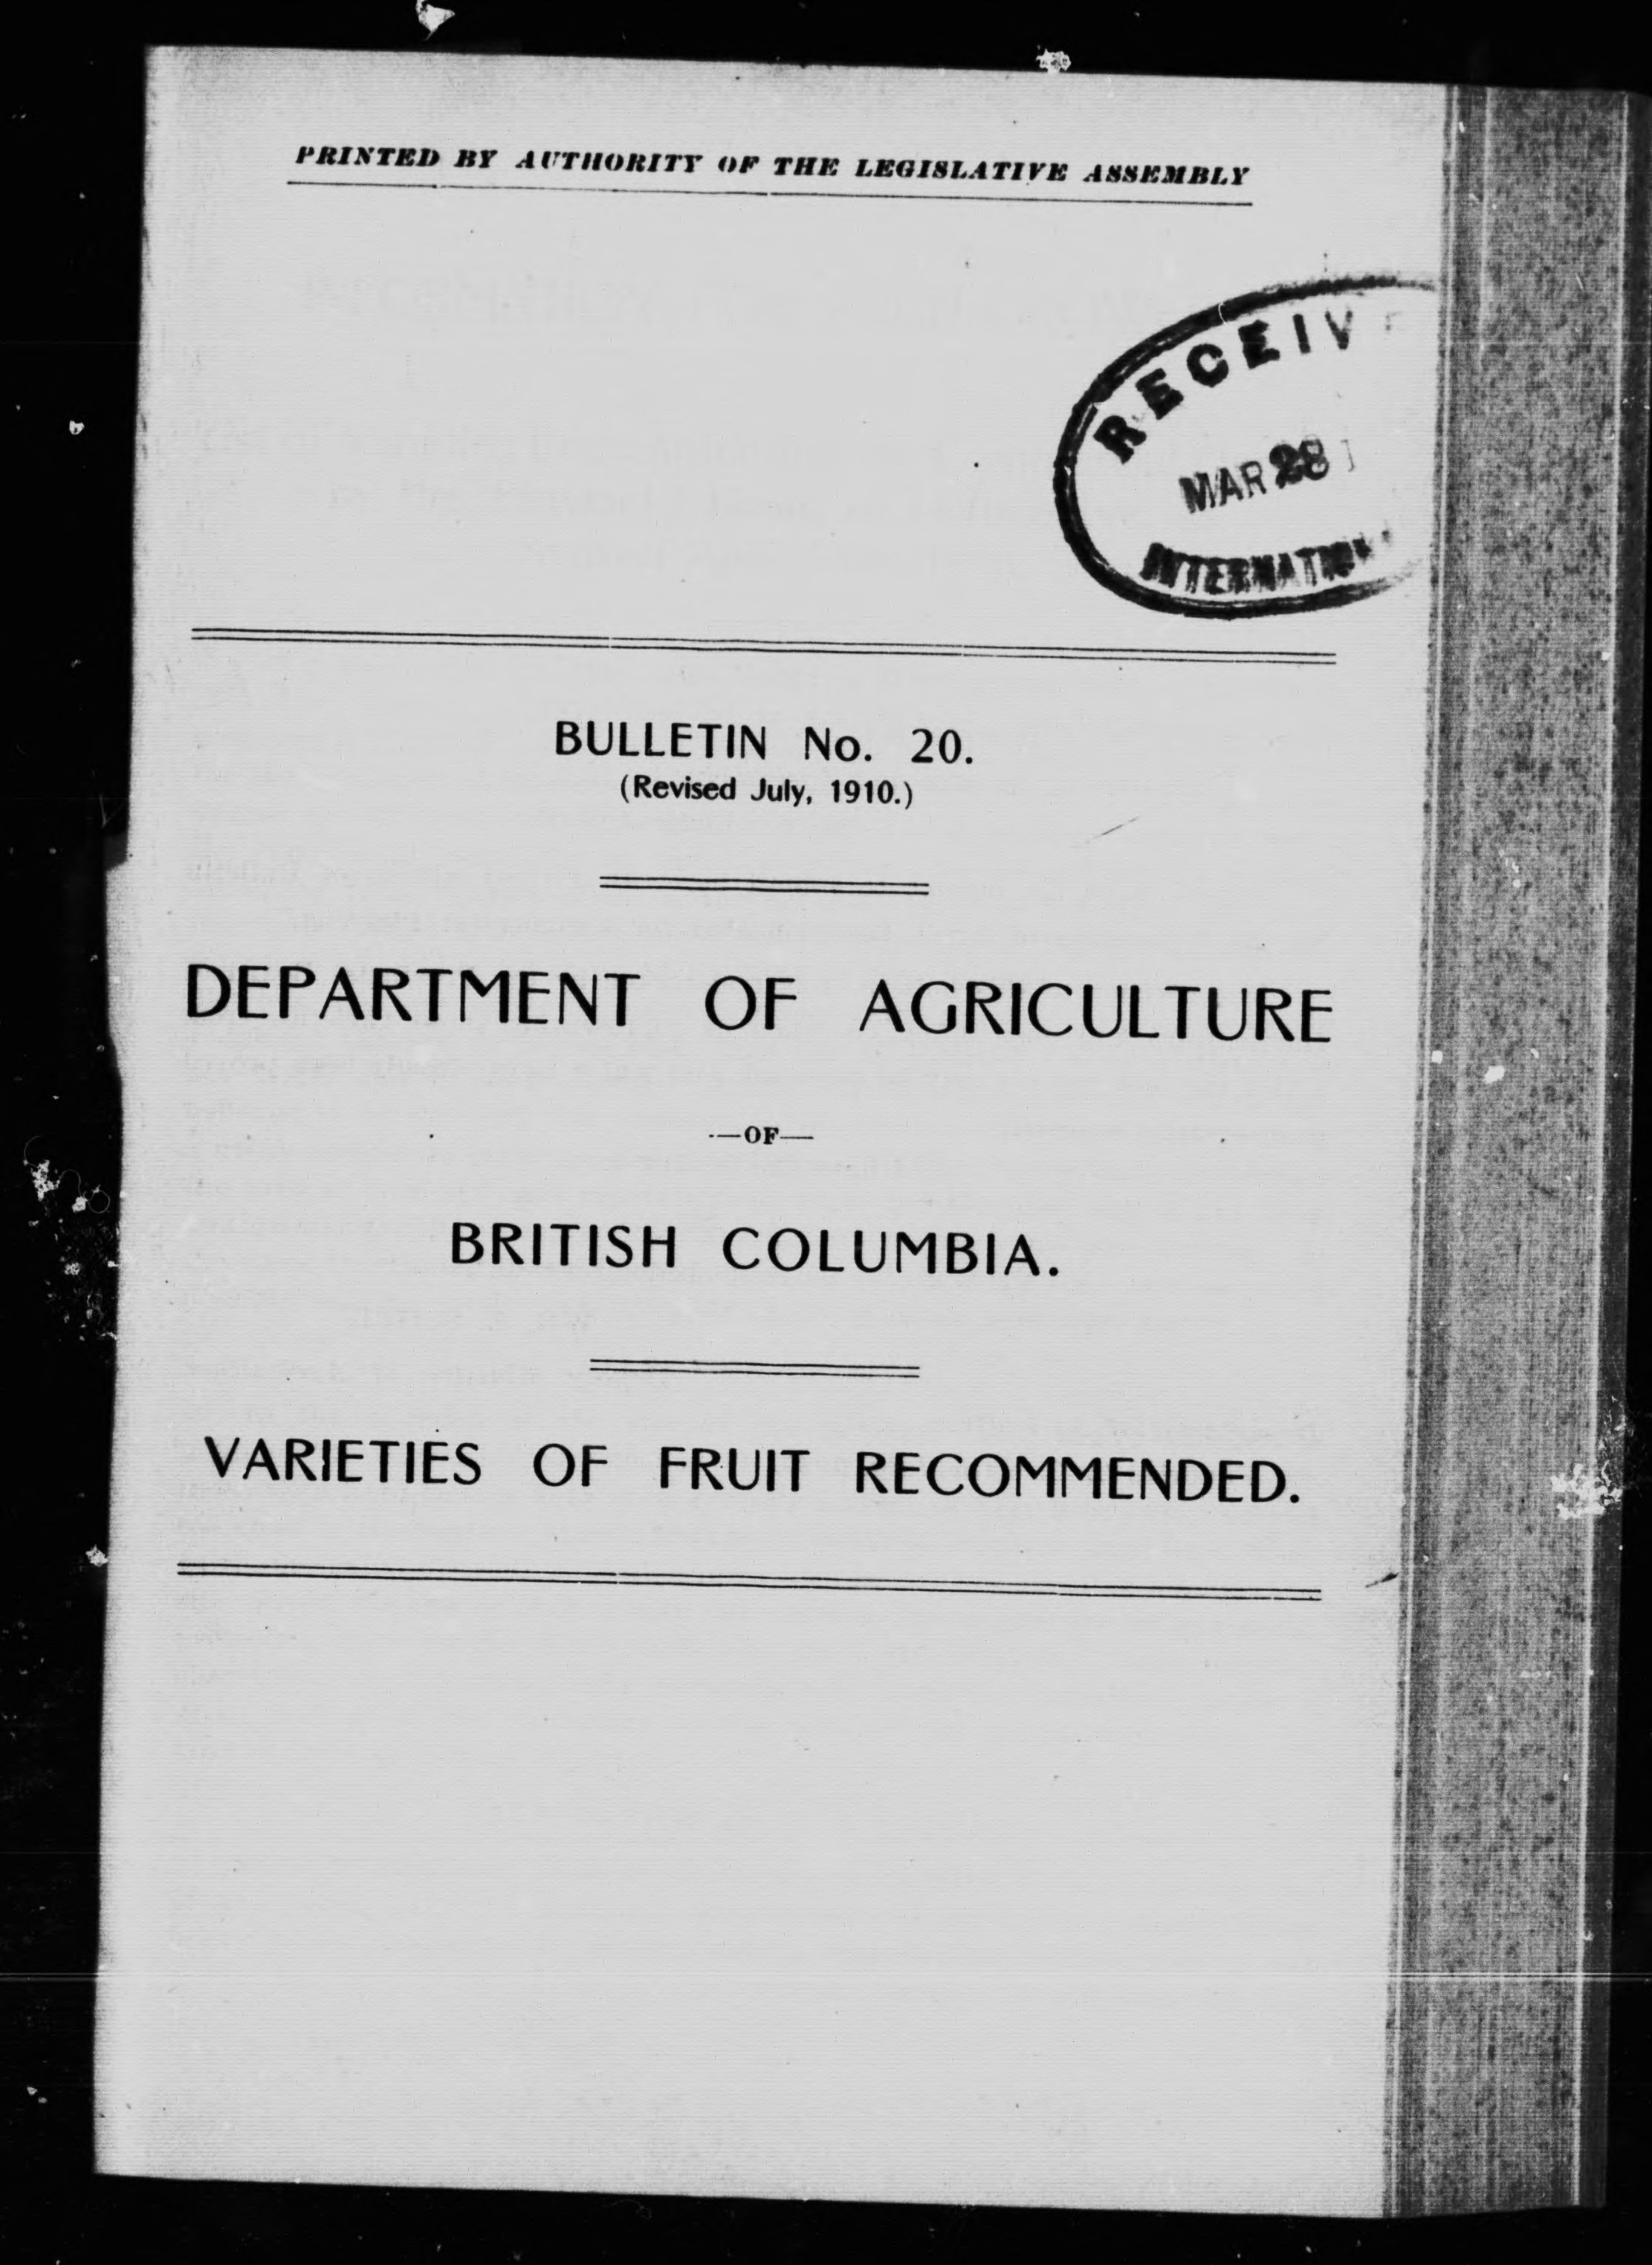 PRINTED BY AUTHORITY OF THE LEGISLATIVE ASSEMBLY
RECEIV
MAR 28
INTERNATION
BULLETIN No. 20.
(Revised July, 1910.)
DEPARTMENT OF AGRICULTURE
—OF—
BRITISH COLUMBIA.
VARIETIES OF FRUIT RECOMMENDED.